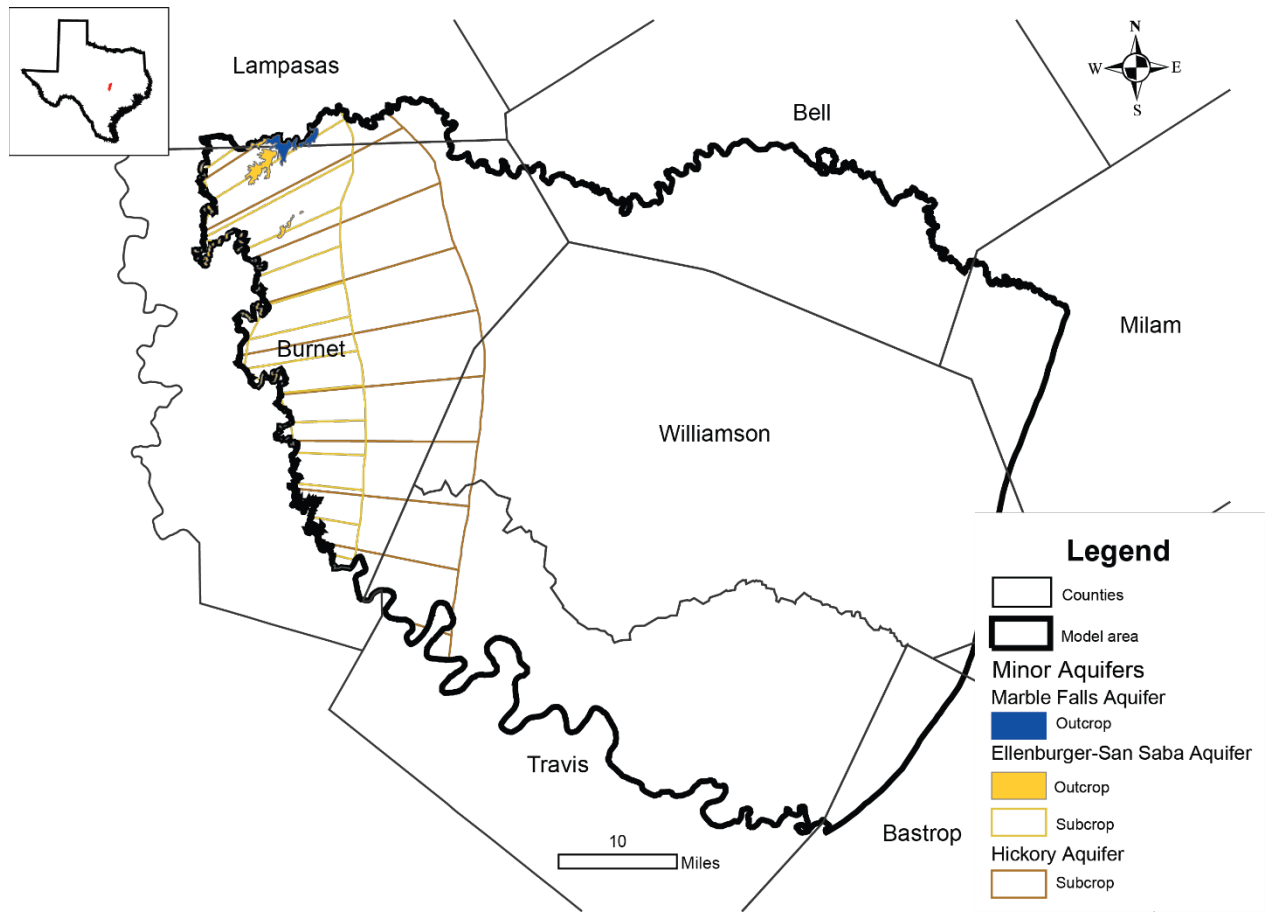 Lampasas
N
W
E
S
Bell
Milam
Burnet
Williamson
Travis
Bastrop
10
Miles
Legend
Counties
Model area
Minor Aquifers
Marble Falls Aquifer
Outcrop
Ellenburger-San Saba Aquifer
Outcrop
Subcrop
Hickory Aquifer
Subcrop